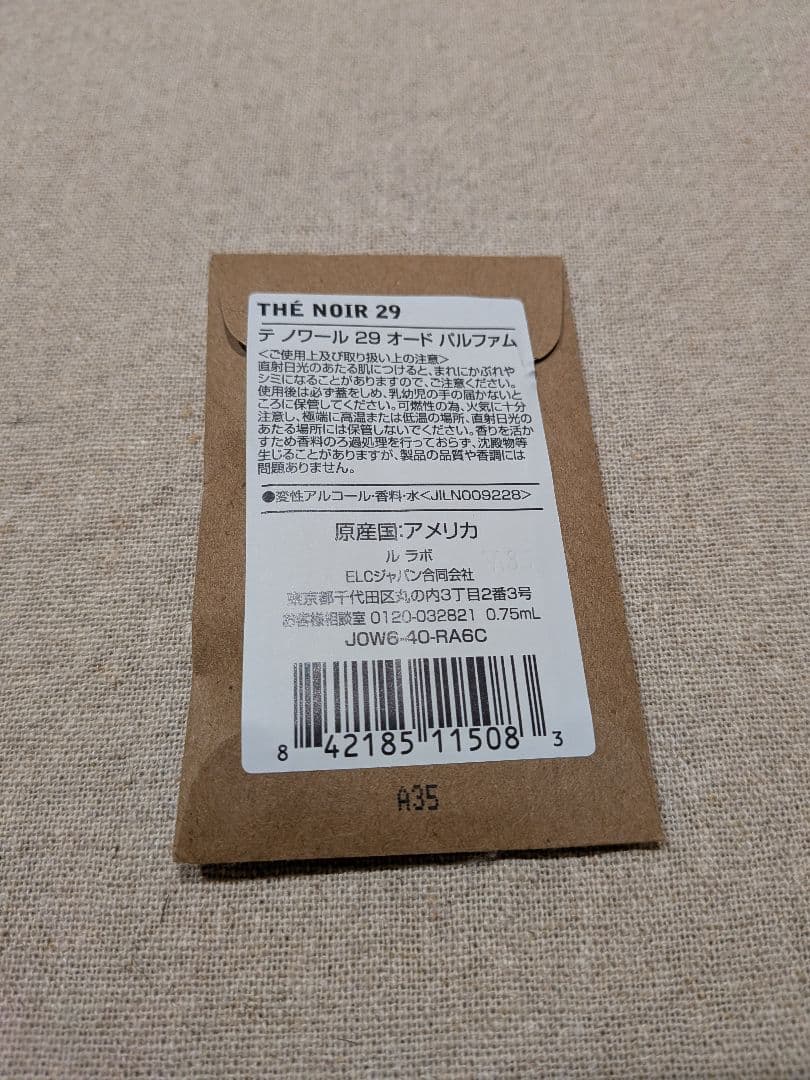 THÉ NOIR 29
テ ノワール 29 オード パルファム
<ご使用上及び取り扱い上の注意>
直射日光のあたる肌につけると、まれにかぶれや
シミになることがありますので、ご注意ください。
使用後は必ず蓋をしめ、乳幼児の手の届かないと
ころに保管してください。可燃性の為、火気に十分
注意し、極端に高温または低温の場所、直射日光の
あたる場所には保管しないでください。香りを活か
すため香料のろ過処理を行っておらず、沈殿物等
生じることがありますが、製品の品質や香調には
問題ありません。
●変性アルコール・香料・水<JILN009228>
原産国:アメリカ
ル ラボ
ELCジャパン合同会社
東京都千代田区丸の内3丁目2番3号
お客様相談室 0120-032821 0.75mL
J0W6-40-RA6C
8 42185 11508 3
A35